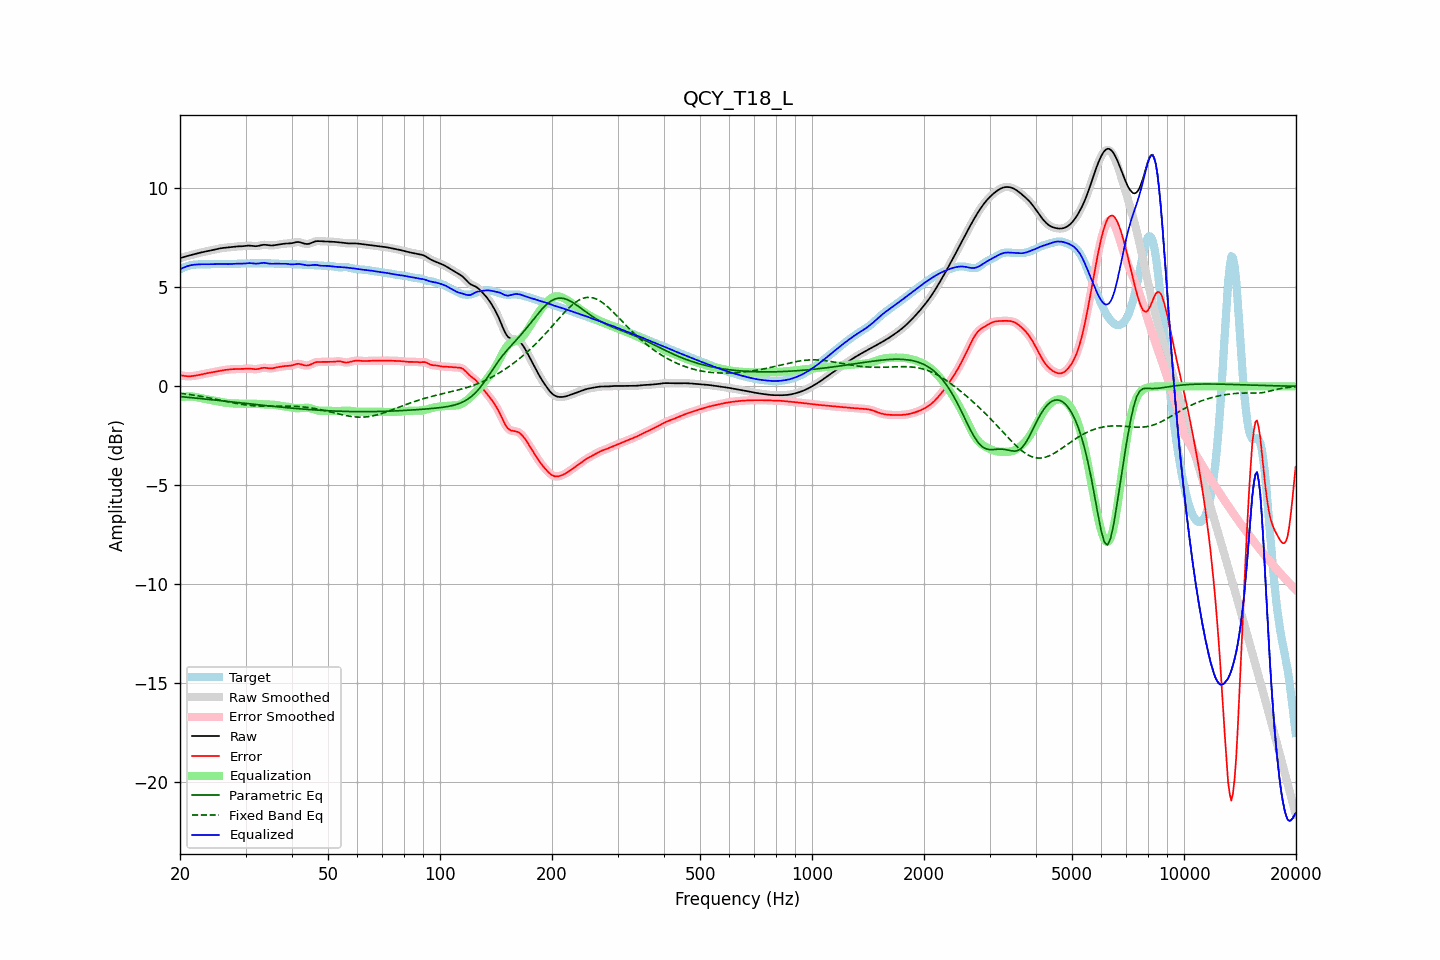 QCY_T18_L
Amplitude (dBr)
10
5
0
−5
−10
−15
−20
Target
Raw Smoothed
Error Smoothed
Raw
Error
Equalization
Parametric Eq
Fixed Band Eq
Equalized
20 50 100 200 500 1000 2000 5000 10000 20000
Frequency (Hz)